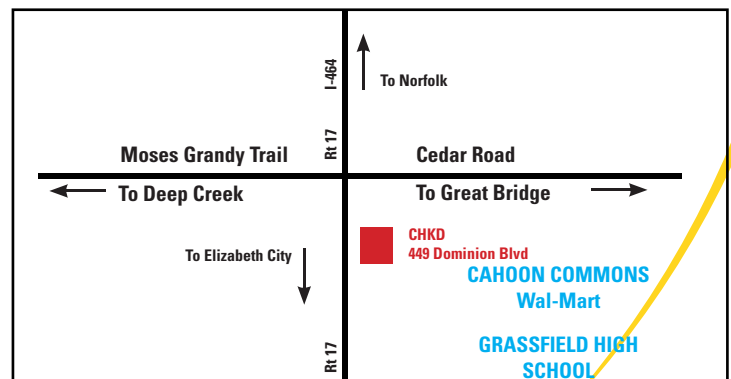 I-464
To Norfolk
Moses Grandy Trail
Rt 17
Cedar Road
To Deep Creek
To Great Bridge
CHKD
449 Dominion Blvd
To Elizabeth City
CAHOON COMMONS
Wal-Mart
Rt 17
GRASSFIELD HIGH
SCHOOL